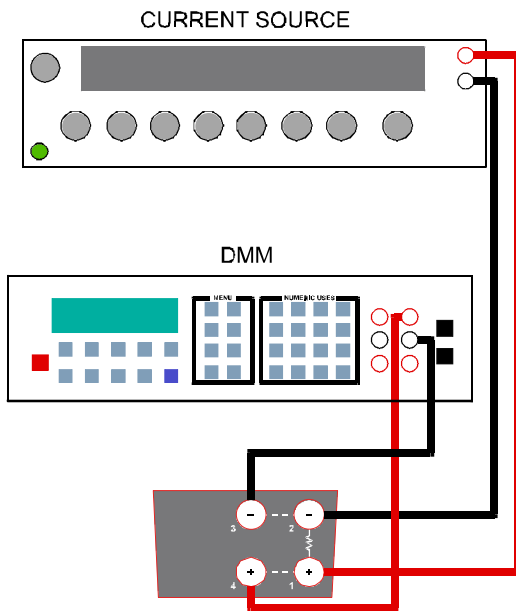 CURRENT SOURCE
DMM
MENU
NUMERIC USES
- -
3 2
+ +
4 1